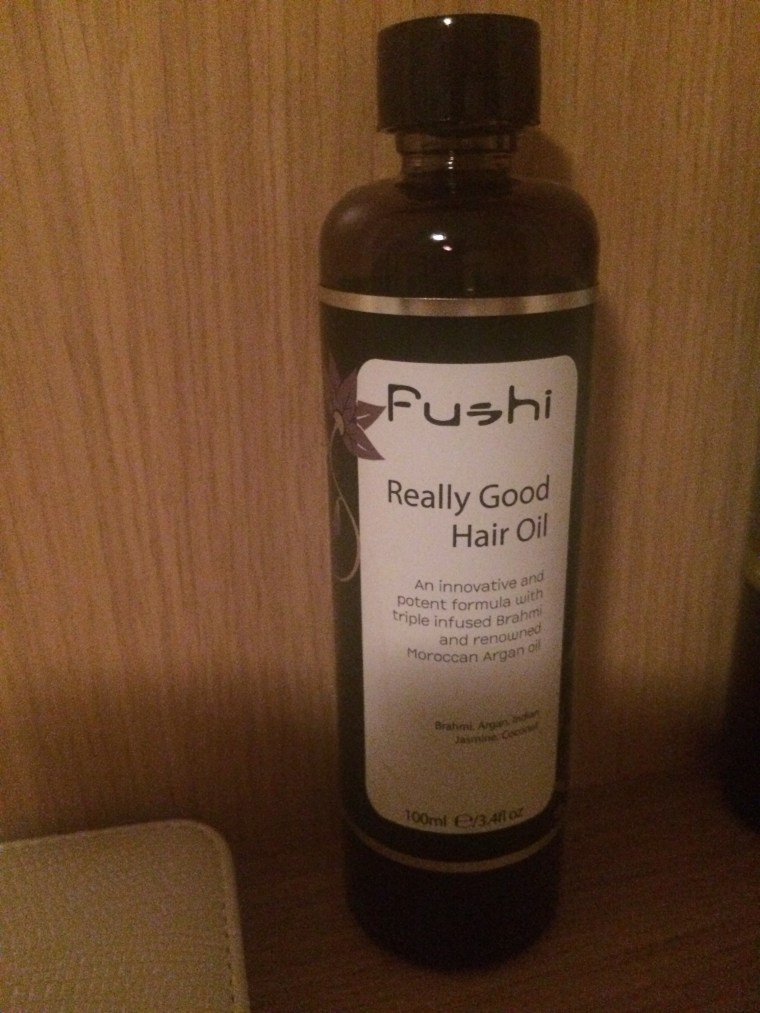 Fushi
Really Good
Hair Oil
An innovative and
potent formula with
triple infused Brahmi
and renowned
Moroccan Argan oil
Brahmi, Argan, Indian
Jasmine, Coconut
100ml ℮/3.4fl oz